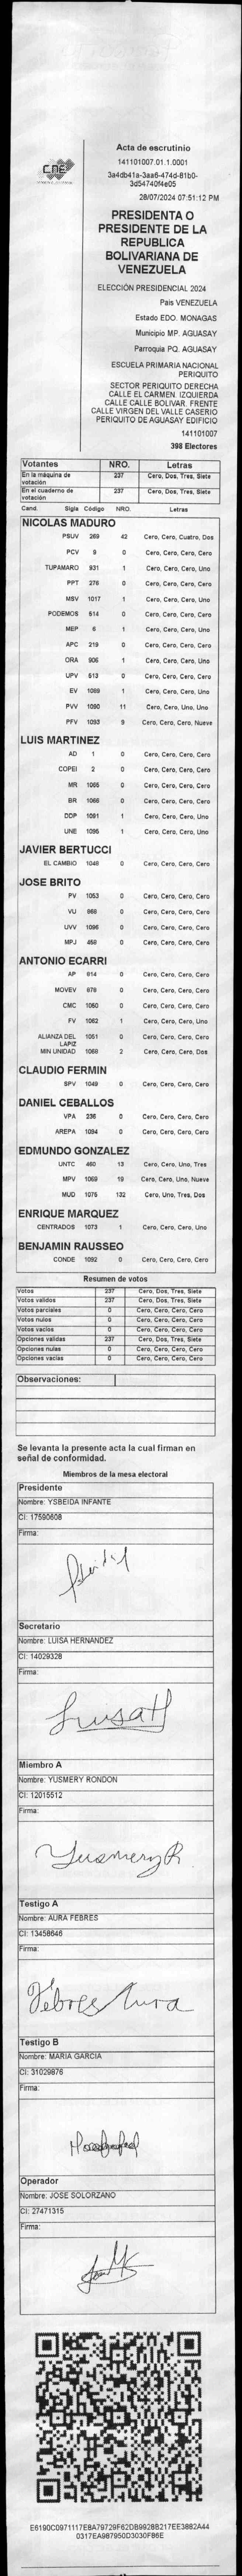 CNE
Acta de escrutinio
141101007.01.1.0001
3a4db41a-3aa6-474d-81b0-
3d54740f4e05
28/07/2024 07:51:12 PM
PRESIDENTA O
PRESIDENTE DE LA
REPUBLICA
BOLIVARIANA DE
VENEZUELA
ELECCIÓN PRESIDENCIAL 2024
Pais VENEZUELA
Estado EDO. MONAGAS
Municipio MP. AGUASAY
Parroquia PQ. AGUASAY
ESCUELA PRIMARIA NACIONAL
PERIQUITO
SECTOR PERIQUITO DERECHA
CALLE EL CARMEN. IZQUIERDA
CALLE CALLE BOLIVAR. FRENTE
CALLE VIRGEN DEL VALLE CASERIO
PERIQUITO DE AGUASAY EDIFICIO
141101007
398 Electores
Votantes NRO. Letras
En la máquina de votación 237 Cero, Dos, Tres, Siete
En el cuaderno de votación 237 Cero, Dos, Tres, Siete
Cand. Sigla Código NRO. Letras
NICOLAS MADURO
PSUV 269 42 Cero, Cero, Cuatro, Dos
PCV 9 0 Cero, Cero, Cero, Cero
TUPAMARO 931 1 Cero, Cero, Cero, Uno
PPT 276 0 Cero, Cero, Cero, Cero
MSV 1017 1 Cero, Cero, Cero, Uno
PODEMOS 514 0 Cero, Cero, Cero, Cero
MEP 6 1 Cero, Cero, Cero, Uno
APC 219 0 Cero, Cero, Cero, Cero
ORA 906 1 Cero, Cero, Cero, Uno
UPV 513 0 Cero, Cero, Cero, Cero
EV 1089 1 Cero, Cero, Cero, Uno
PVV 1090 11 Cero, Cero, Uno, Uno
PFV 1093 9 Cero, Cero, Cero, Nueve
LUIS MARTINEZ
AD 1 0 Cero, Cero, Cero, Cero
COPEI 2 0 Cero, Cero, Cero, Cero
MR 1065 0 Cero, Cero, Cero, Cero
BR 1066 0 Cero, Cero, Cero, Cero
DDP 1091 1 Cero, Cero, Cero, Uno
UNE 1095 1 Cero, Cero, Cero, Uno
JAVIER BERTUCCI
EL CAMBIO 1046 0 Cero, Cero, Cero, Cero
JOSE BRITO
PV 1053 0 Cero, Cero, Cero, Cero
VU 968 0 Cero, Cero, Cero, Cero
UVV 1096 0 Cero, Cero, Cero, Cero
MPJ 459 0 Cero, Cero, Cero, Cero
ANTONIO ECARRI
AP 914 0 Cero, Cero, Cero, Cero
MOVEV 979 0 Cero, Cero, Cero, Cero
CMC 1050 0 Cero, Cero, Cero, Cero
FV 1062 1 Cero, Cero, Cero, Uno
ALIANZA DEL LAPIZ 1051 0 Cero, Cero, Cero, Cero
MIN UNIDAD 1068 2 Cero, Cero, Cero, Dos
CLAUDIO FERMIN
SPV 1049 0 Cero, Cero, Cero, Cero
DANIEL CEBALLOS
VPA 236 0 Cero, Cero, Cero, Cero
AREPA 1094 0 Cero, Cero, Cero, Cero
EDMUNDO GONZALEZ
UNTC 460 13 Cero, Cero, Uno, Tres
MPV 1069 19 Cero, Cero, Uno, Nueve
MUD 1075 132 Cero, Uno, Tres, Dos
ENRIQUE MARQUEZ
CENTRADOS 1073 1 Cero, Cero, Cero, Uno
BENJAMIN RAUSSEO
CONDE 1092 0 Cero, Cero, Cero, Cero
Resumen de votos
Votos 237 Cero, Dos, Tres, Siete
Votos validos 237 Cero, Dos, Tres, Siete
Votos parciales 0 Cero, Cero, Cero, Cero
Votos nulos 0 Cero, Cero, Cero, Cero
Votos vacios 0 Cero, Cero, Cero, Cero
Opciones validas 237 Cero, Dos, Tres, Siete
Opciones nulas 0 Cero, Cero, Cero, Cero
Opciones vacías 0 Cero, Cero, Cero, Cero
Observaciones:
Se levanta la presente acta la cual firman en
señal de conformidad.
Miembros de la mesa electoral
Presidente
Nombre: YSBEIDA INFANTE
CI: 17590608
Firma:
Secretario
Nombre: LUISA HERNANDEZ
CI: 14029328
Firma:
LuisaH
Miembro A
Nombre: YUSMERY RONDON
CI: 12015512
Firma:
Yusmery R
Testigo A
Nombre: AURA FEBRES
CI: 13458646
Firma:
Febres Aura
Testigo B
Nombre: MARIA GARCIA
CI: 31029876
Firma:
Operador
Nombre: JOSE SOLORZANO
CI: 27471315
Firma:
E6190C0971117E8A79729F62DB9928B217EE3882A44
0317EA987950D3030F86E